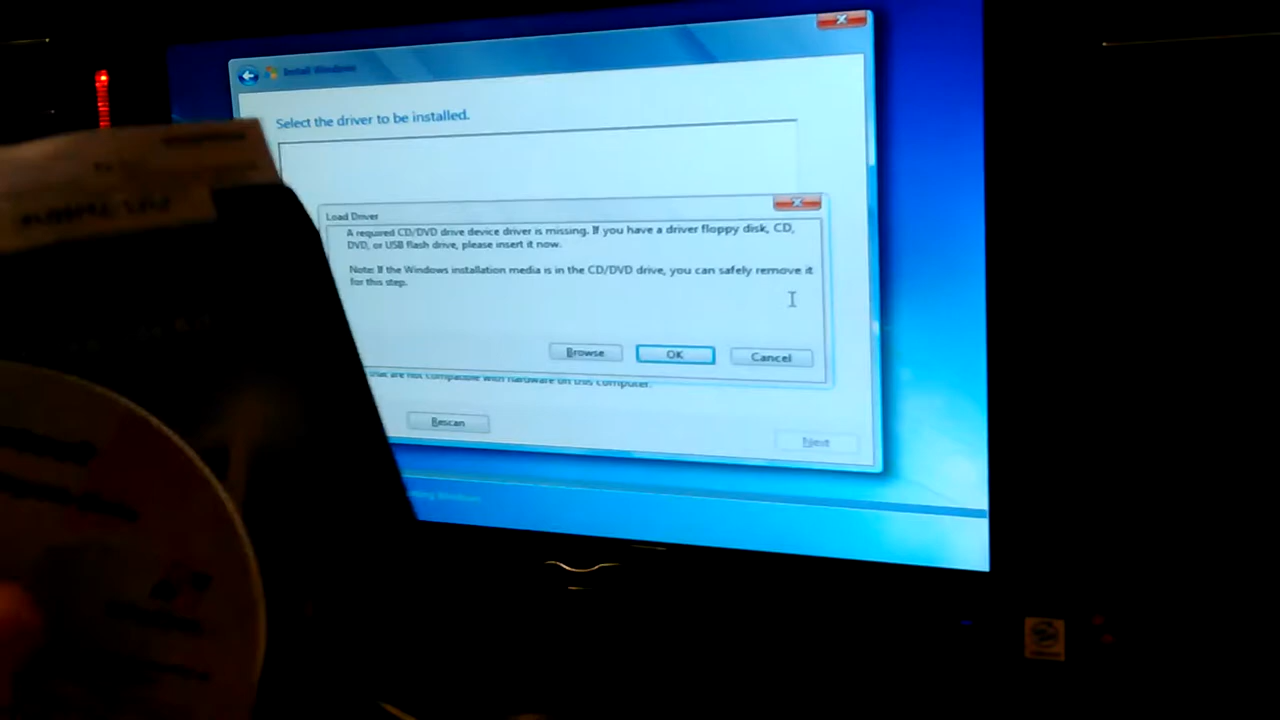 Install Windows
Select the driver to be installed.
Load Driver
A required CD/DVD drive device driver is missing. If you have a driver floppy disk, CD,
DVD, or USB flash drive, please insert it now.
Note: If the Windows installation media is in the CD/DVD drive, you can safely remove it
for this step.
Browse
OK
Cancel
that are not compatible with hardware on this computer.
Rescan
Next
Windows